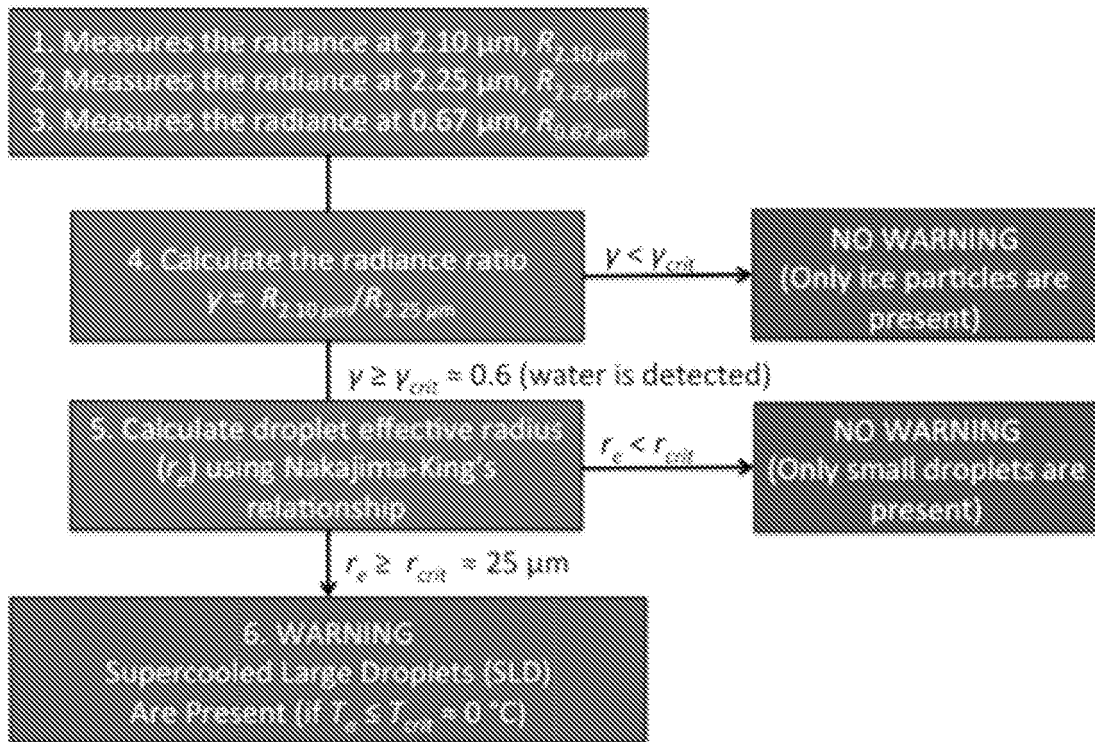 1. Measures the radiance at 2.10 μm, R2.10 μm
2. Measures the radiance at 2.25 μm, R2.25 μm
3. Measures the radiance at 0.67 μm, R0.67 μm
4. Calculate the radiance ratio
γ = R2.10 μm/R2.25 μm
γ < γcrit
NO WARNING
(Only ice particles are
present)
γ ≥ γcrit ≈ 0.6 (water is detected)
5. Calculate droplet effective radius
(re) using Nakajima-King's
relationship
re < rcrit
NO WARNING
(Only small droplets are
present)
re ≥ rcrit ≈ 25 μm
6. WARNING
Supercooled Large Droplets (SLD)
Are Present (if Ta ≤ Tcrit ≈ 0 °C)